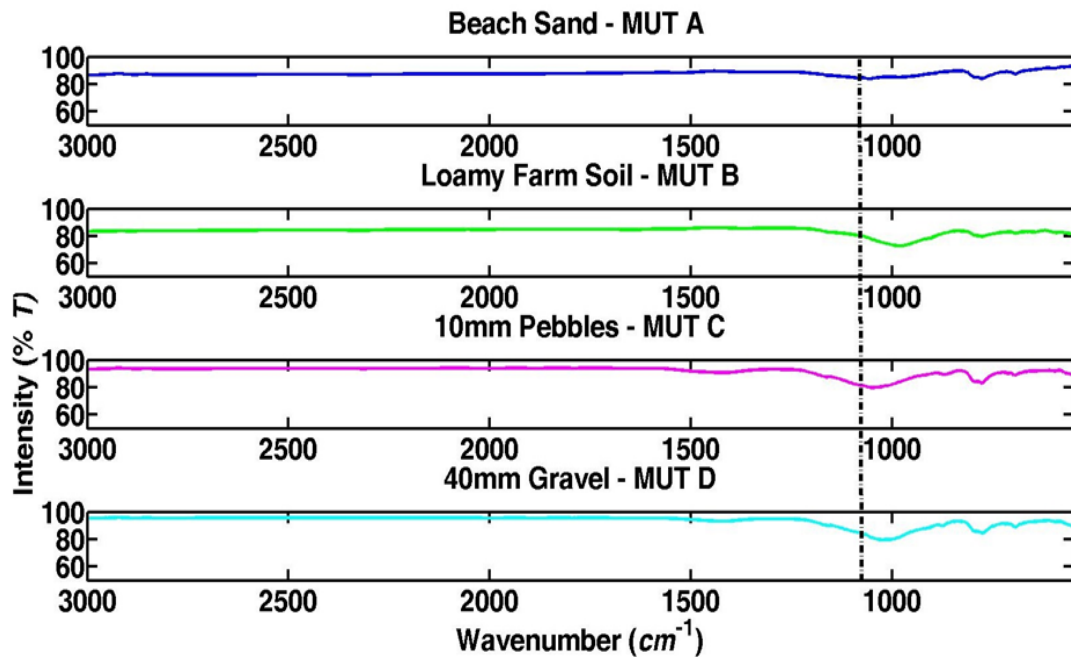 Beach Sand - MUT A
100
80
60
3000 2500 2000 1500 1000
Loamy Farm Soil - MUT B
100
80
60
3000 2500 2000 1500 1000
10mm Pebbles - MUT C
100
80
60
3000 2500 2000 1500 1000
40mm Gravel - MUT D
100
80
60
3000 2500 2000 1500 1000
Intensity (% T)
Wavenumber (cm⁻¹)